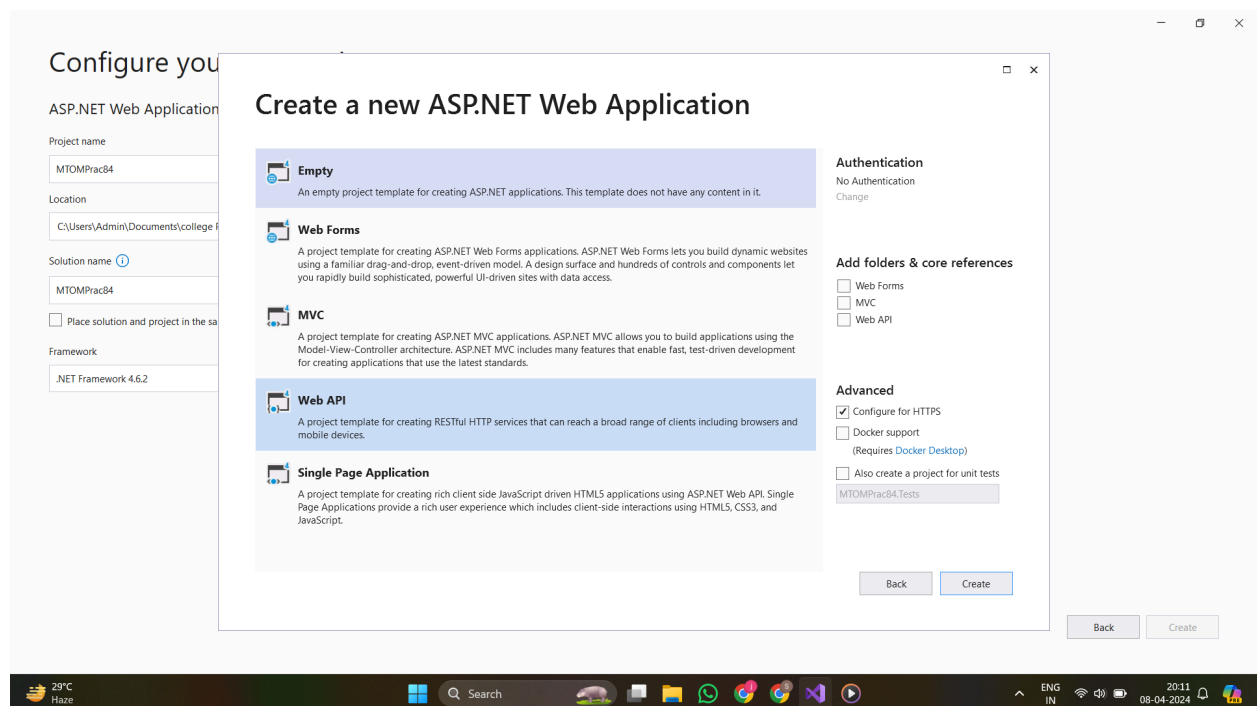 Configure you
ASP.NET Web Application
Project name
MTOMPrac84
Location
C:\Users\Admin\Documents\college
Solution name
MTOMPrac84
Place solution and project in the sa
Framework
.NET Framework 4.6.2
Create a new ASP.NET Web Application
Empty
An empty project template for creating ASP.NET applications. This template does not have any content in it.
Web Forms
A project template for creating ASP.NET Web Forms applications. ASP.NET Web Forms lets you build dynamic websites
using a familiar drag-and-drop, event-driven model. A design surface and hundreds of controls and components let
you rapidly build sophisticated, powerful UI-driven sites with data access.
MVC
A project template for creating ASP.NET MVC applications. ASP.NET MVC allows you to build applications using the
Model-View-Controller architecture. ASP.NET MVC includes many features that enable fast, test-driven development
for creating applications that use the latest standards.
Web API
A project template for creating RESTful HTTP services that can reach a broad range of clients including browsers and
mobile devices.
Single Page Application
A project template for creating rich client side JavaScript driven HTML5 applications using ASP.NET Web API. Single
Page Applications provide a rich user experience which includes client-side interactions using HTML5, CSS3, and
JavaScript.
Authentication
No Authentication
Change
Add folders & core references
Web Forms
MVC
Web API
Advanced
Configure for HTTPS
Docker support
(Requires Docker Desktop)
Also create a project for unit tests
MTOMPrac84.Tests
Back
Create
Back
Create
29°C
Haze
Search
ENG
IN
20:11
08-04-2024